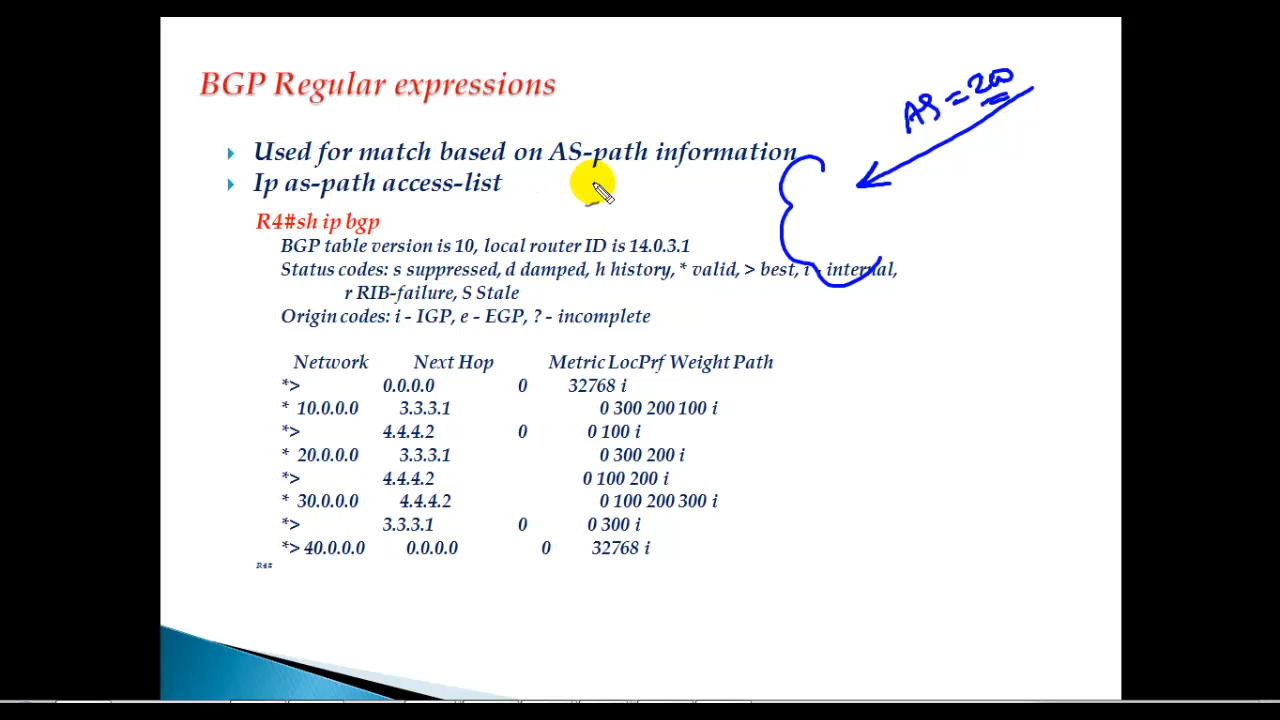 BGP Regular expressions
AS = 200
Used for match based on AS-path information
Ip as-path access-list
R4#sh ip bgp
BGP table version is 10, local router ID is 14.0.3.1
Status codes: s suppressed, d damped, h history, * valid, > best, i - internal,
r RIB-failure, S Stale
Origin codes: i - IGP, e - EGP, ? - incomplete
Network Next Hop Metric LocPrf Weight Path
*> 0.0.0.0 0 32768 i
* 10.0.0.0 3.3.3.1 0 300 200 100 i
*> 4.4.4.2 0 0 100 i
* 20.0.0.0 3.3.3.1 0 300 200 i
*> 4.4.4.2 0 100 200 i
* 30.0.0.0 4.4.4.2 0 100 200 300 i
*> 3.3.3.1 0 0 300 i
*> 40.0.0.0 0.0.0.0 0 32768 i
R4#